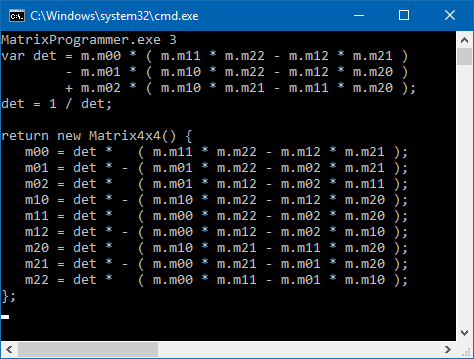 C:\Windows\system32\cmd.exe
MatrixProgrammer.exe 3
var det = m.m00 * ( m.m11 * m.m22 - m.m12 * m.m21 )
        - m.m01 * ( m.m10 * m.m22 - m.m12 * m.m20 )
        + m.m02 * ( m.m10 * m.m21 - m.m11 * m.m20 );
det = 1 / det;

return new Matrix4x4() {
   m00 = det *   ( m.m11 * m.m22 - m.m12 * m.m21 );
   m01 = det * - ( m.m01 * m.m22 - m.m02 * m.m21 );
   m02 = det *   ( m.m01 * m.m12 - m.m02 * m.m11 );
   m10 = det * - ( m.m10 * m.m22 - m.m12 * m.m20 );
   m11 = det *   ( m.m00 * m.m22 - m.m02 * m.m20 );
   m12 = det * - ( m.m00 * m.m12 - m.m02 * m.m10 );
   m20 = det *   ( m.m10 * m.m21 - m.m11 * m.m20 );
   m21 = det * - ( m.m00 * m.m21 - m.m01 * m.m20 );
   m22 = det *   ( m.m00 * m.m11 - m.m01 * m.m10 );
};